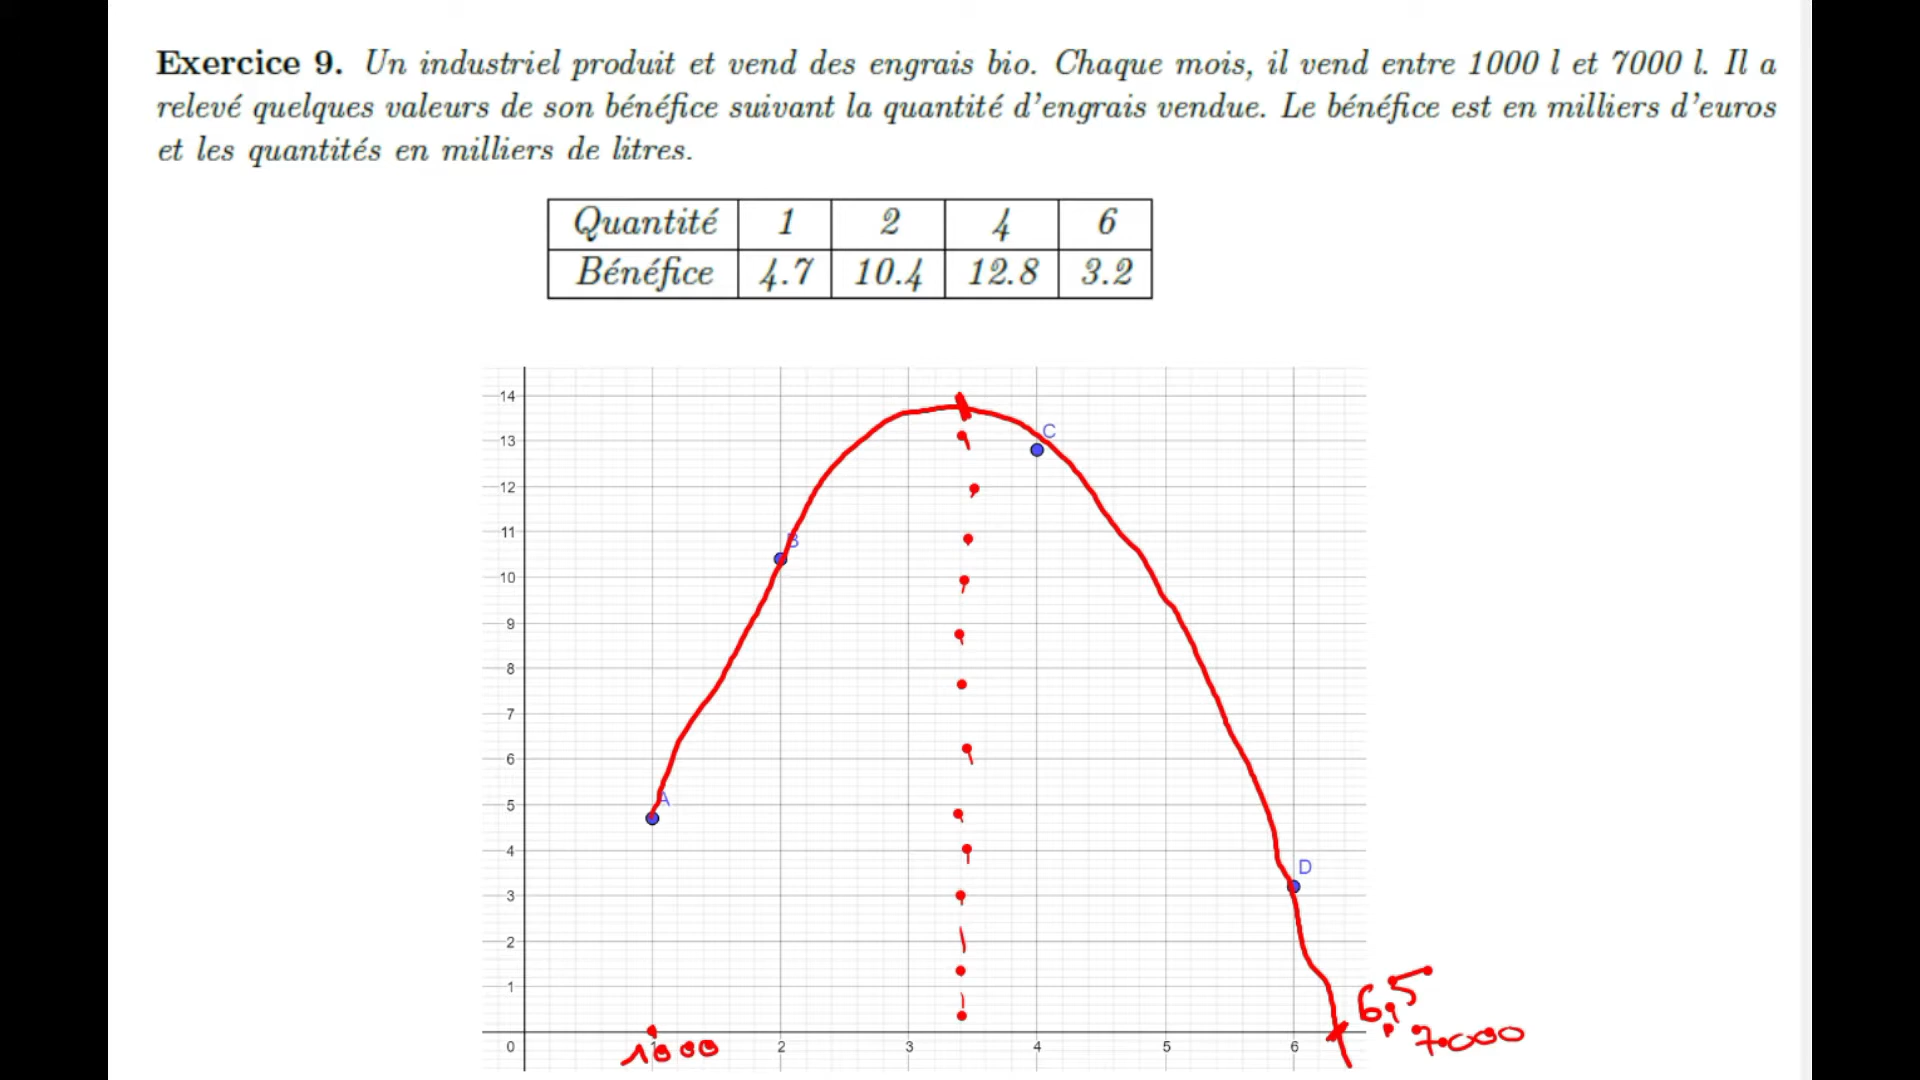 Exercice 9. Un industriel produit et vend des engrais bio. Chaque mois, il vend entre 1000 l et 7000 l. Il a
relevé quelques valeurs de son bénéfice suivant la quantité d'engrais vendue. Le bénéfice est en milliers d'euros
et les quantités en milliers de litres.
Quantité 1 2 4 6
Bénéfice 4.7 10.4 12.8 3.2
14
13
C
12
11
B
10
9
8
7
6
A
5
4
D
3
2
1
6,5
7000
0 1 2 3 4 5 6
1000